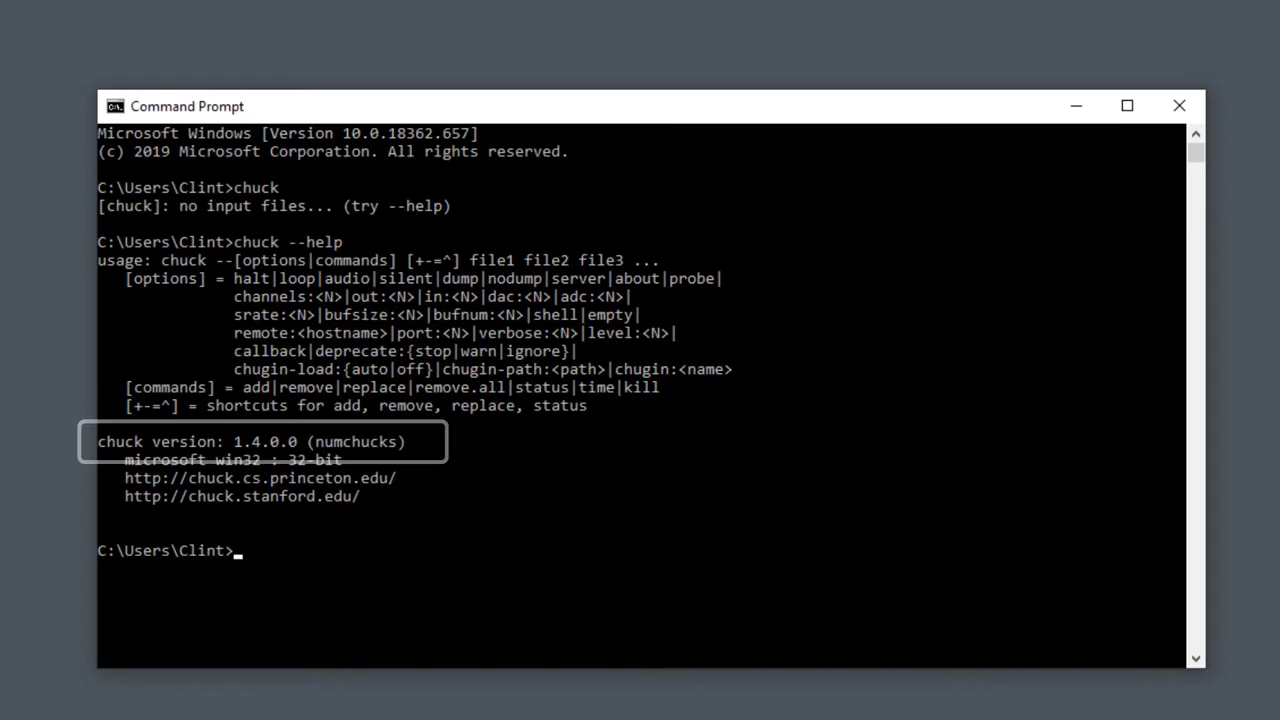 Command Prompt
Microsoft Windows [Version 10.0.18362.657]
(c) 2019 Microsoft Corporation. All rights reserved.
C:\Users\Clint>chuck
[chuck]: no input files... (try --help)
C:\Users\Clint>chuck --help
usage: chuck --[options|commands] [+-=^] file1 file2 file3 ...
[options] = halt|loop|audio|silent|dump|nodump|server|about|probe|
channels:<N>|out:<N>|in:<N>|dac:<N>|adc:<N>|
srate:<N>|bufsize:<N>|bufnum:<N>|shell|empty|
remote:<hostname>|port:<N>|verbose:<N>|level:<N>|
callback|deprecate:{stop|warn|ignore}|
chugin-load:{auto|off}|chugin-path:<path>|chugin:<name>
[commands] = add|remove|replace|remove.all|status|time|kill
[+-=^] = shortcuts for add, remove, replace, status
chuck version: 1.4.0.0 (numchucks)
microsoft win32 : 32-bit
http://chuck.cs.princeton.edu/
http://chuck.stanford.edu/
C:\Users\Clint>